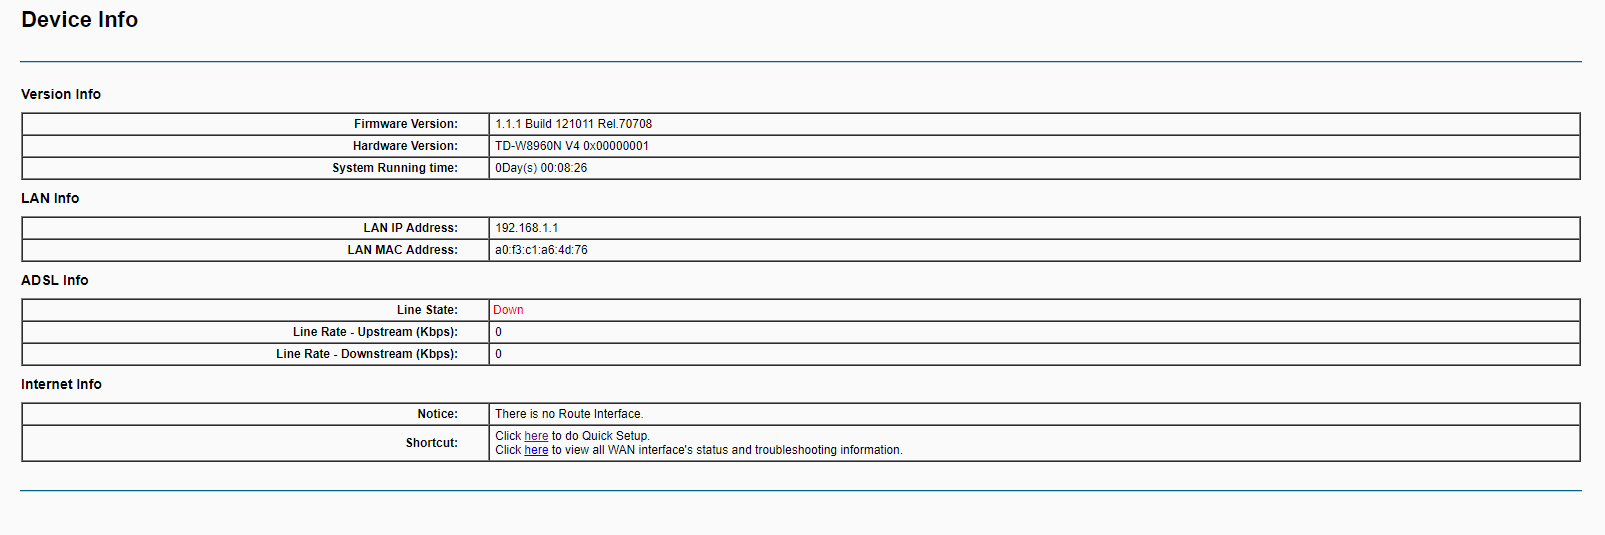 Device Info
Version Info
Firmware Version: 1.1.1 Build 121011 Rel.70708
Hardware Version: TD-W8960N V4 0x00000001
System Running time: 0Day(s) 00:08:26
LAN Info
LAN IP Address: 192.168.1.1
LAN MAC Address: a0:f3:c1:a6:4d:76
ADSL Info
Line State: Down
Line Rate - Upstream (Kbps): 0
Line Rate - Downstream (Kbps): 0
Internet Info
Notice: There is no Route Interface.
Shortcut: Click here to do Quick Setup.
Click here to view all WAN interface's status and troubleshooting information.